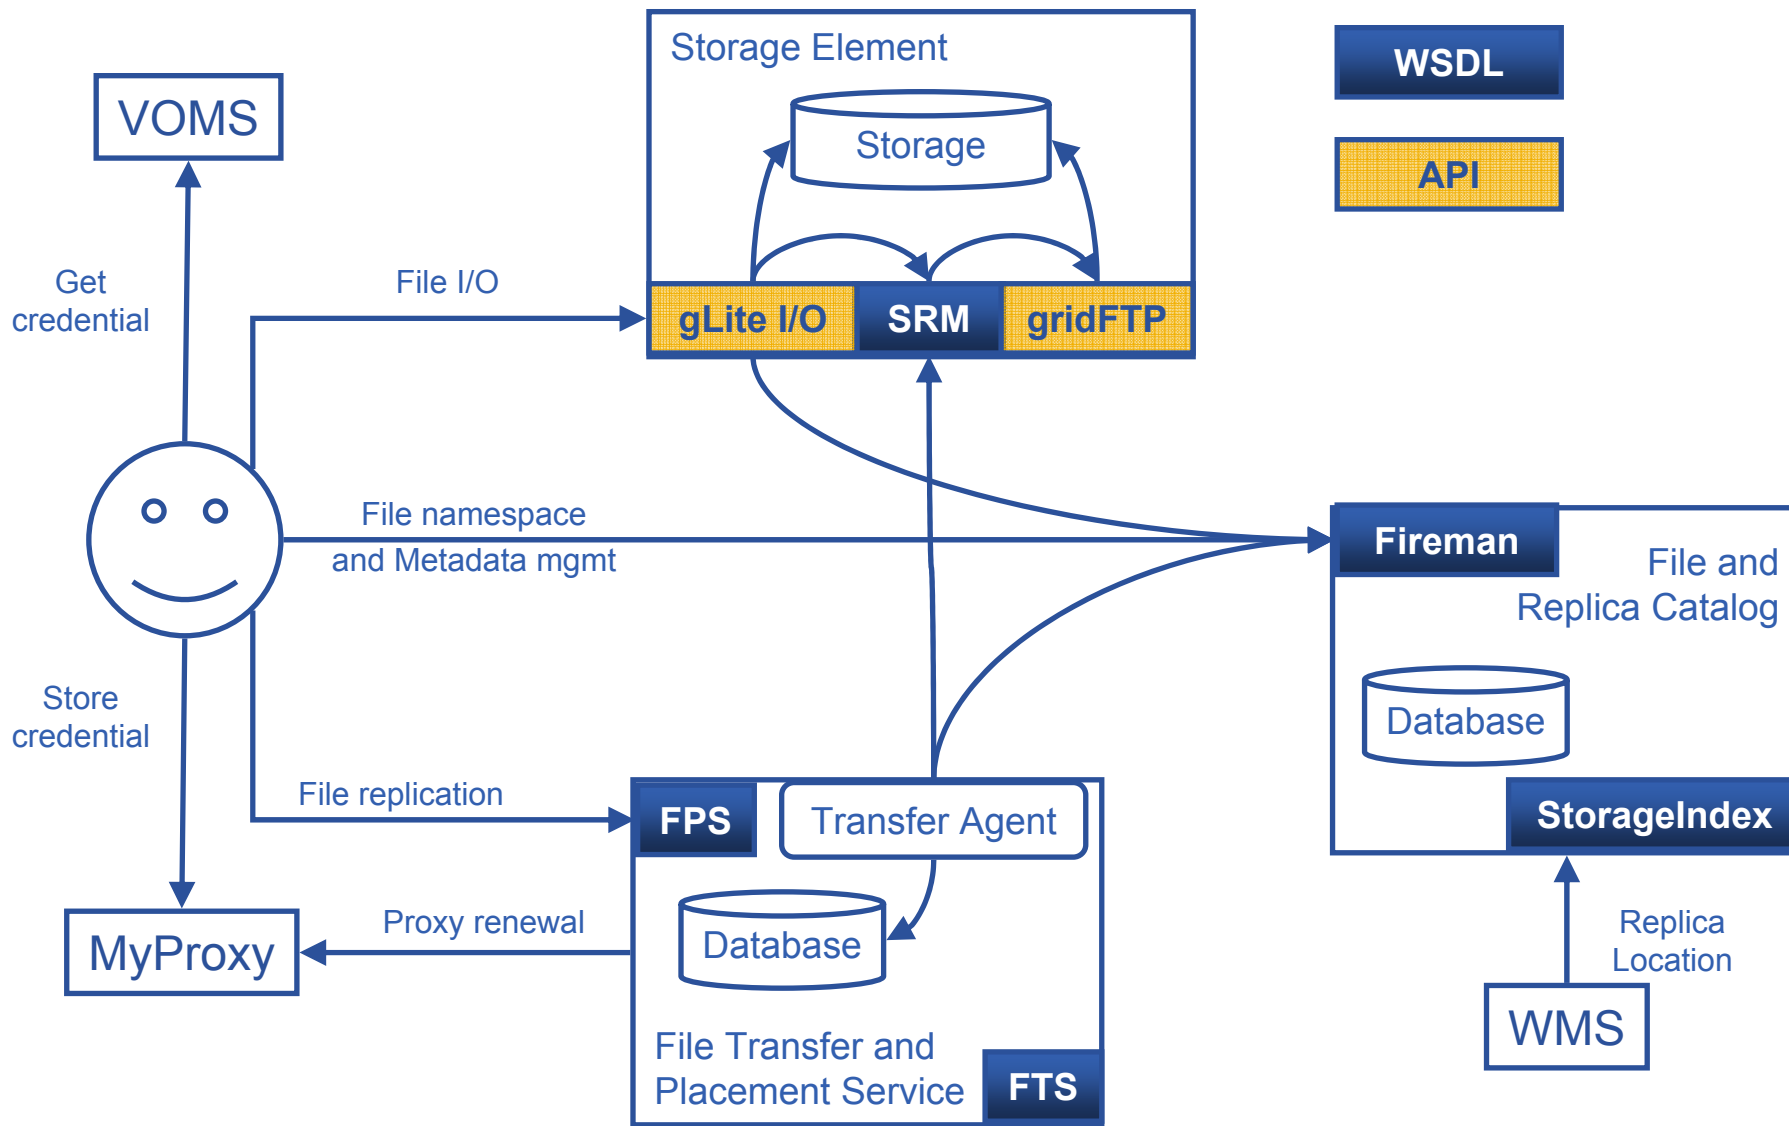 Storage Element
WSDL
VOMS
Storage
API
Get
credential
File I/O
gLite I/O
SRM
gridFTP
File namespace
and Metadata mgmt
Fireman
File and
Replica Catalog
Store
credential
Database
File replication
FPS
Transfer Agent
StorageIndex
MyProxy
Proxy renewal
Database
Replica
Location
WMS
File Transfer and
Placement Service
FTS